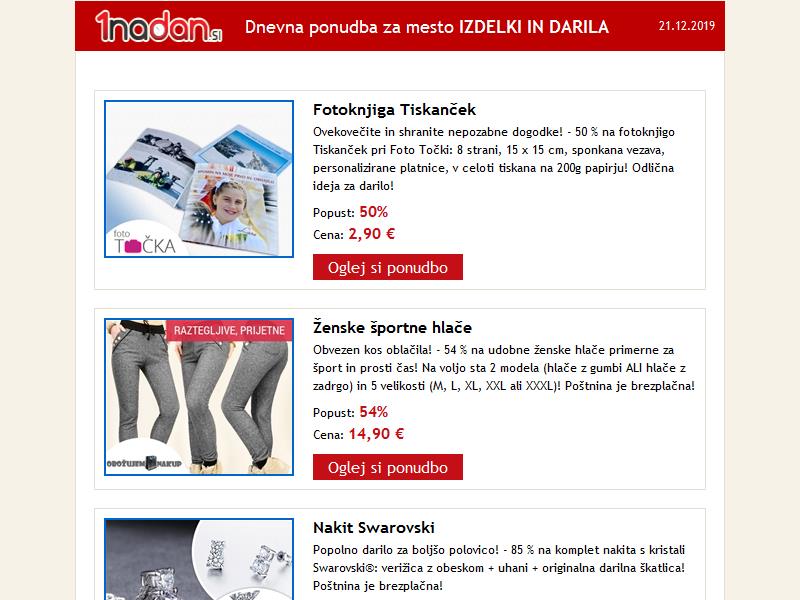 1nadan.si
Dnevna ponudba za mesto IZDELKI IN DARILA
21.12.2019
Fotoknjiga Tiskanček
Ovekovečite in shranite nepozabne dogodke! - 50 % na fotoknjigo
Tiskanček pri Foto Točki: 8 strani, 15 x 15 cm, sponkana vezava,
personalizirane platnice, v celoti tiskana na 200g papirju! Odlična
ideja za darilo!
Popust: 50%
Cena: 2,90 €
Oglej si ponudbo
foto
TOČKA
Ženske športne hlače
Obvezen kos oblačila! - 54 % na udobne ženske hlače primerne za
šport in prosti čas! Na voljo sta 2 modela (hlače z gumbi ALI hlače z
zadrgo) in 5 velikosti (M, L, XL, XXL ali XXXL)! Poštnina je brezplačna!
Popust: 54%
Cena: 14,90 €
Oglej si ponudbo
RAZTEGLJIVE, PRIJETNE
Nakit Swarovski
Popolno darilo za boljšo polovico! - 85 % na komplet nakita s kristali
Swarovski®: verižica z obeskom + uhani + originalna darilna škatlica!
Poštnina je brezplačna!